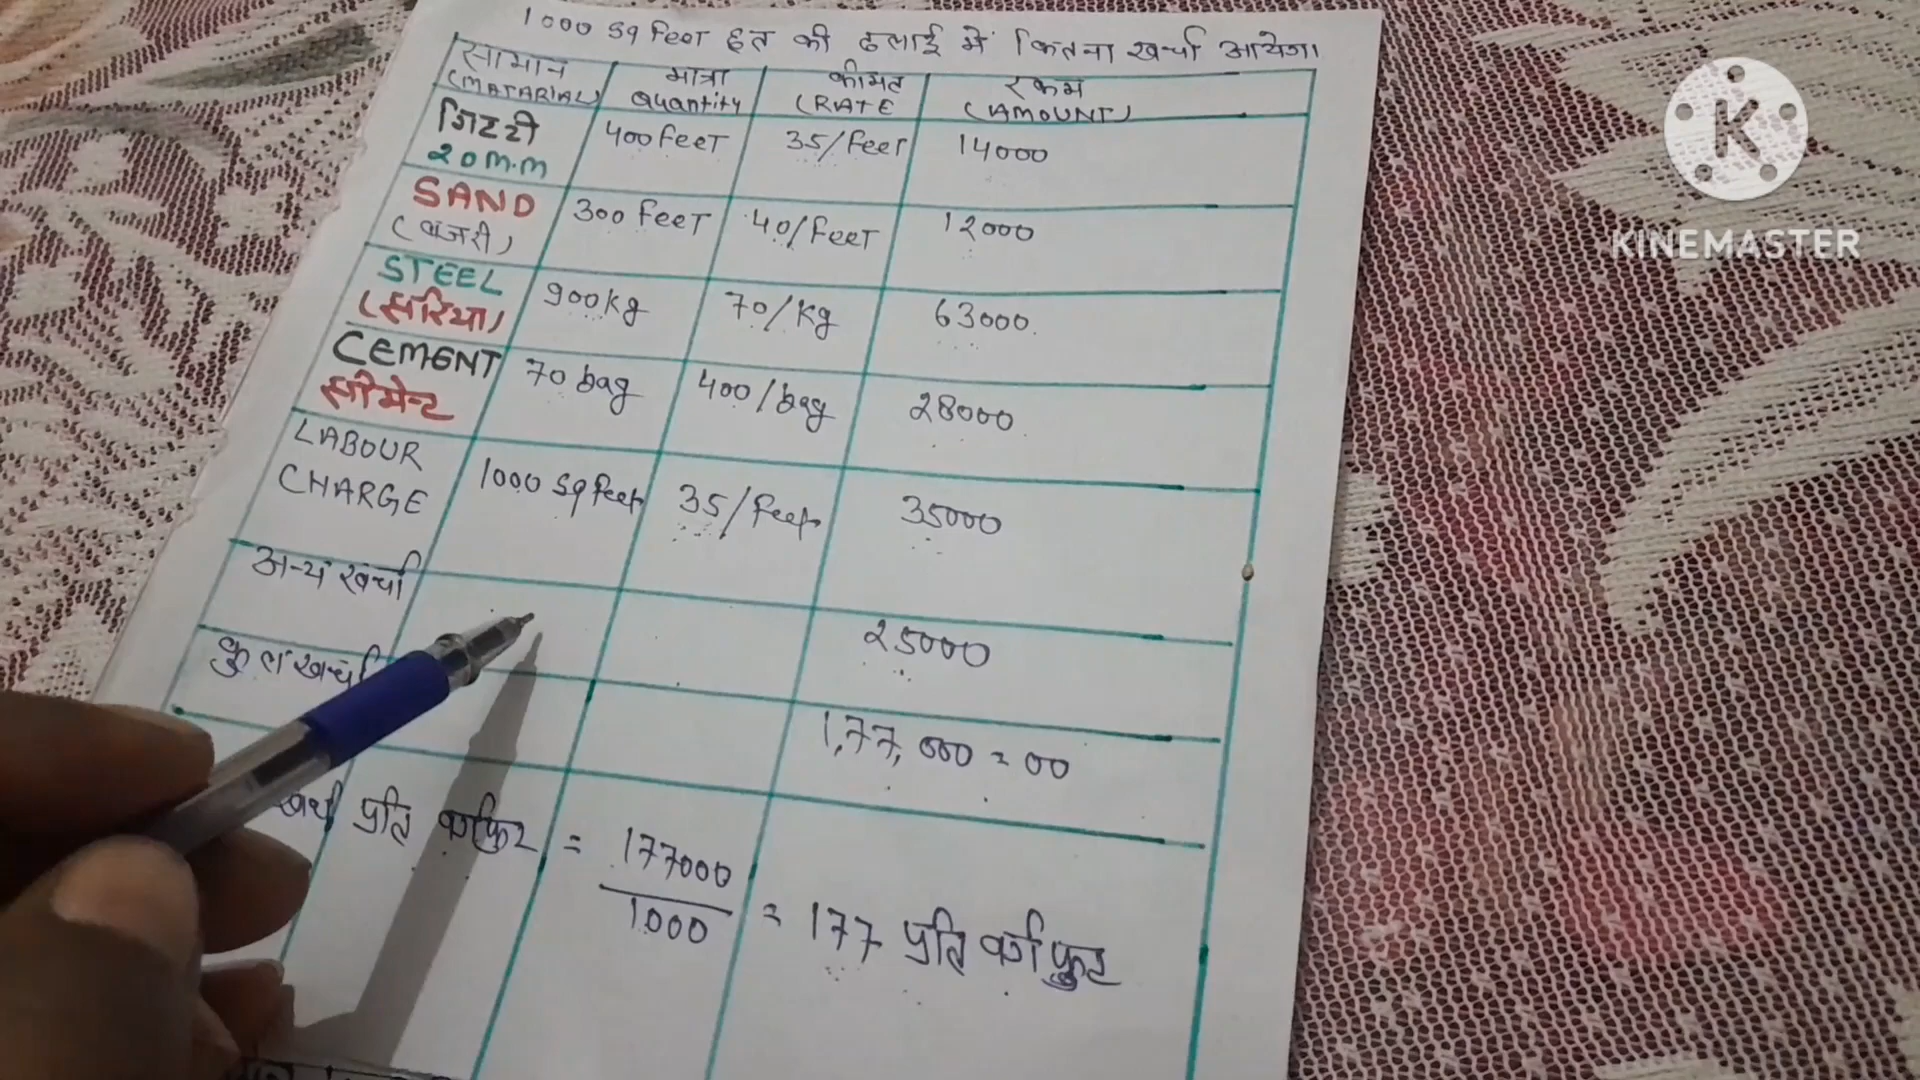 1000 sq feet छत की ढलाई में कितना खर्चा आयेगा
सामान मात्रा कीमत रकम
(MATARIAL) Quantity (RATE (AMOUNT)
गिटटी 400 feet 35/feet 14000
20 m.m
SAND 300 feet 40/feet 12000
(बजरी)
STEEL 900kg 70/kg 63000
(सरिया)
CEMENT 70 bag 400/bag 28000
सीमेन्ट
LABOUR
CHARGE 1000 sq feet 35/feet 35000
अन्य खर्चा 25000
कुल खर्चा 1,77,000=00
खर्चा प्रति वर्गफुट = 177000
1000 = 177 प्रति वर्गफुट
K
KINEMASTER